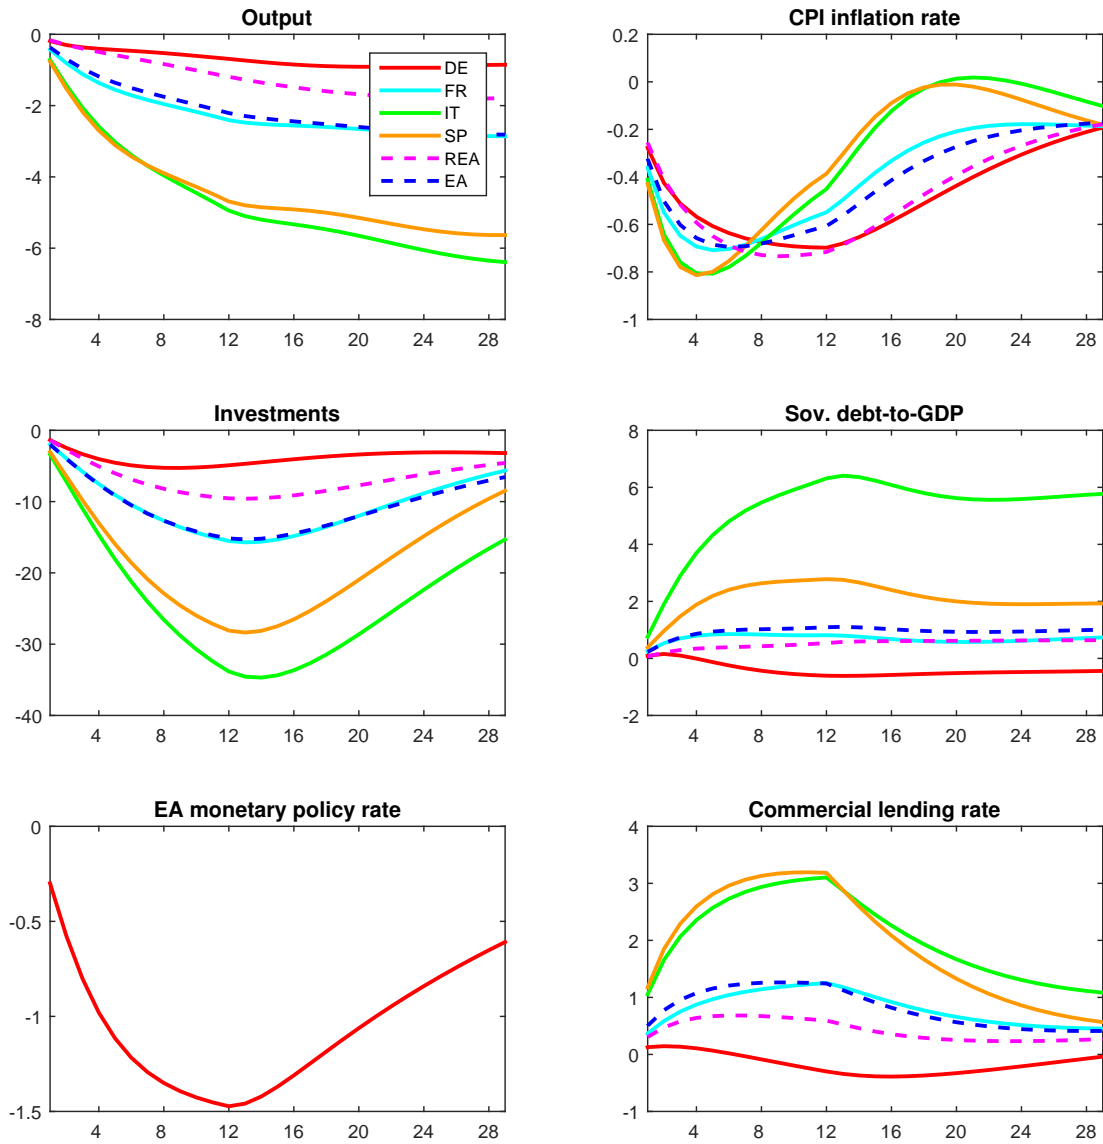 Output
0
-2
-4
-6
-8
4 8 12 16 20 24 28
DE
FR
IT
SP
REA
EA
CPI inflation rate
0.2
0
-0.2
-0.4
-0.6
-0.8
-1
4 8 12 16 20 24 28
Investments
0
-10
-20
-30
-40
4 8 12 16 20 24 28
Sov. debt-to-GDP
8
6
4
2
0
-2
4 8 12 16 20 24 28
EA monetary policy rate
0
-0.5
-1
-1.5
4 8 12 16 20 24 28
Commercial lending rate
4
3
2
1
0
-1
4 8 12 16 20 24 28